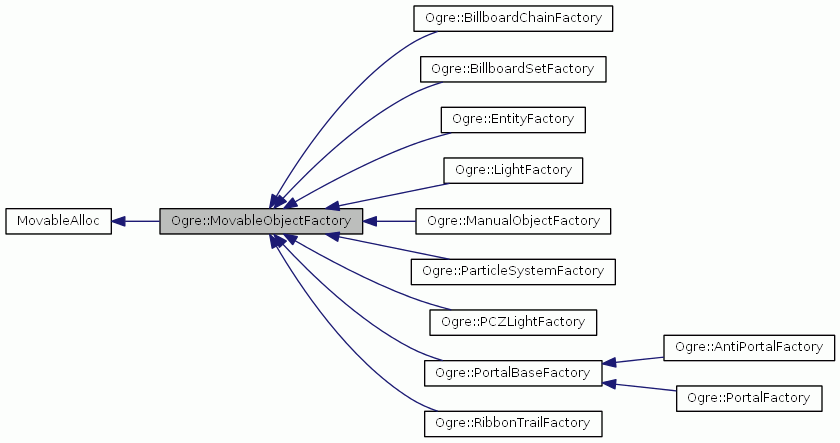 Ogre::BillboardChainFactory
Ogre::BillboardSetFactory
Ogre::EntityFactory
Ogre::LightFactory
MovableAlloc
Ogre::MovableObjectFactory
Ogre::ManualObjectFactory
Ogre::ParticleSystemFactory
Ogre::PCZLightFactory
Ogre::AntiPortalFactory
Ogre::PortalBaseFactory
Ogre::PortalFactory
Ogre::RibbonTrailFactory